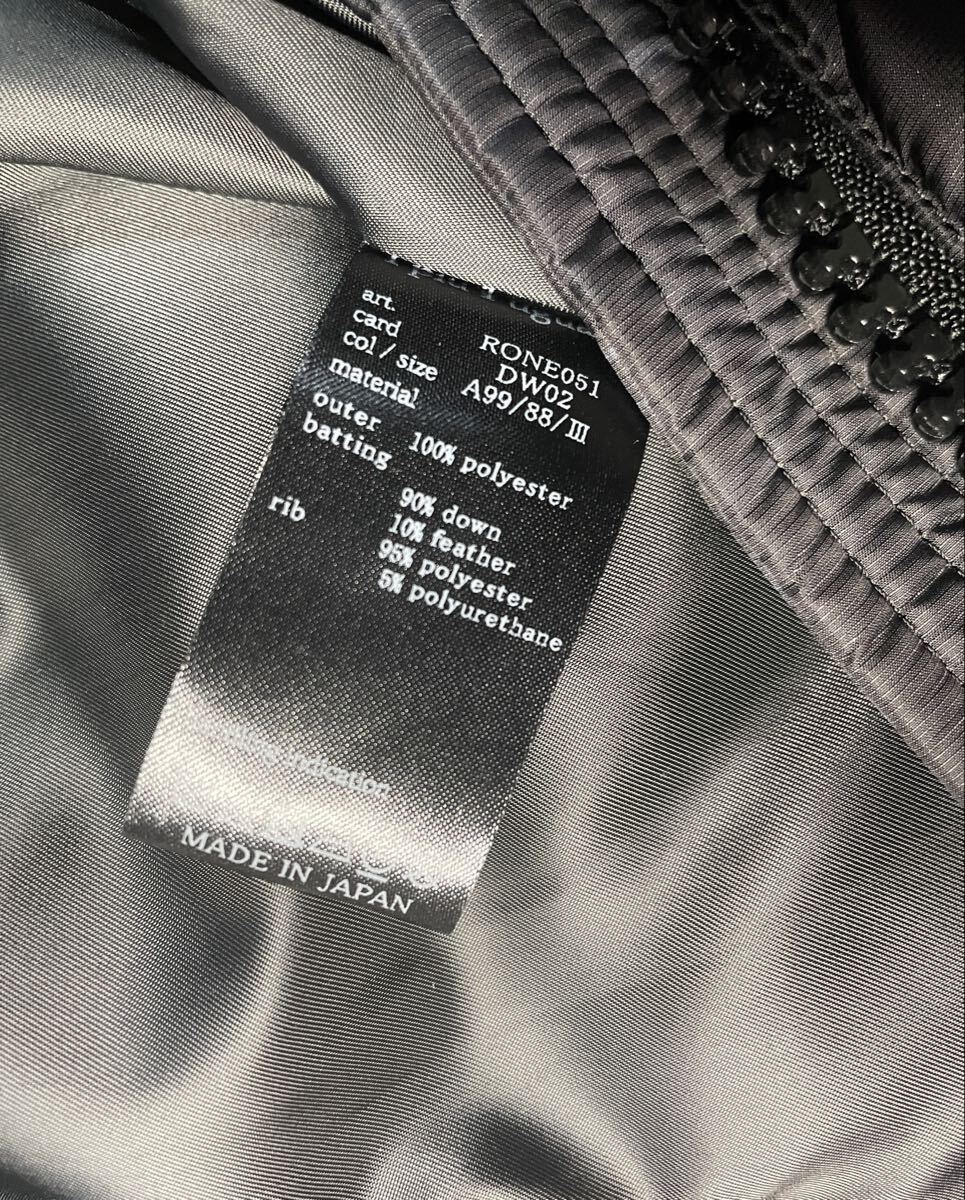 art. RONE051
card DW02
col / size A99/88/III
material
outer 100% polyester
batting 90% down
10% feather
rib 95% polyester
5% polyurethane
indication
MADE IN JAPAN